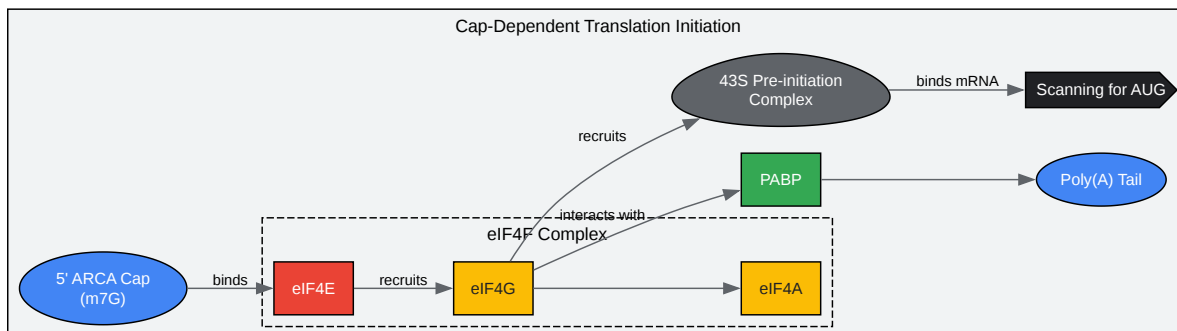 Cap-Dependent Translation Initiation
43S Pre-initiation
Complex
binds mRNA
Scanning for AUG
recruits
PABP
Poly(A) Tail
interacts with
eIF4F Complex
5' ARCA Cap
(m7G)
binds
eIF4E
recruits
eIF4G
eIF4A